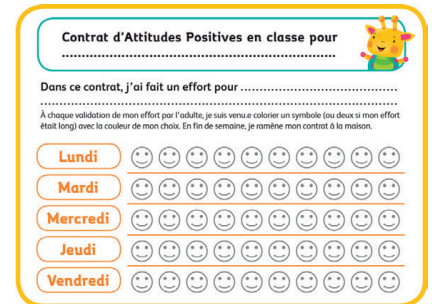 Contrat d'Attitudes Positives en classe pour
................................................................
Dans ce contrat, j'ai fait un effort pour ..........................................
................................................................................................
À chaque validation de mon effort par l'adulte, je suis venu.e colorier un symbole (ou deux si mon effort
était long) avec la couleur de mon choix. En fin de semaine, je ramène mon contrat à la maison.
Lundi
Mardi
Mercredi
Jeudi
Vendredi